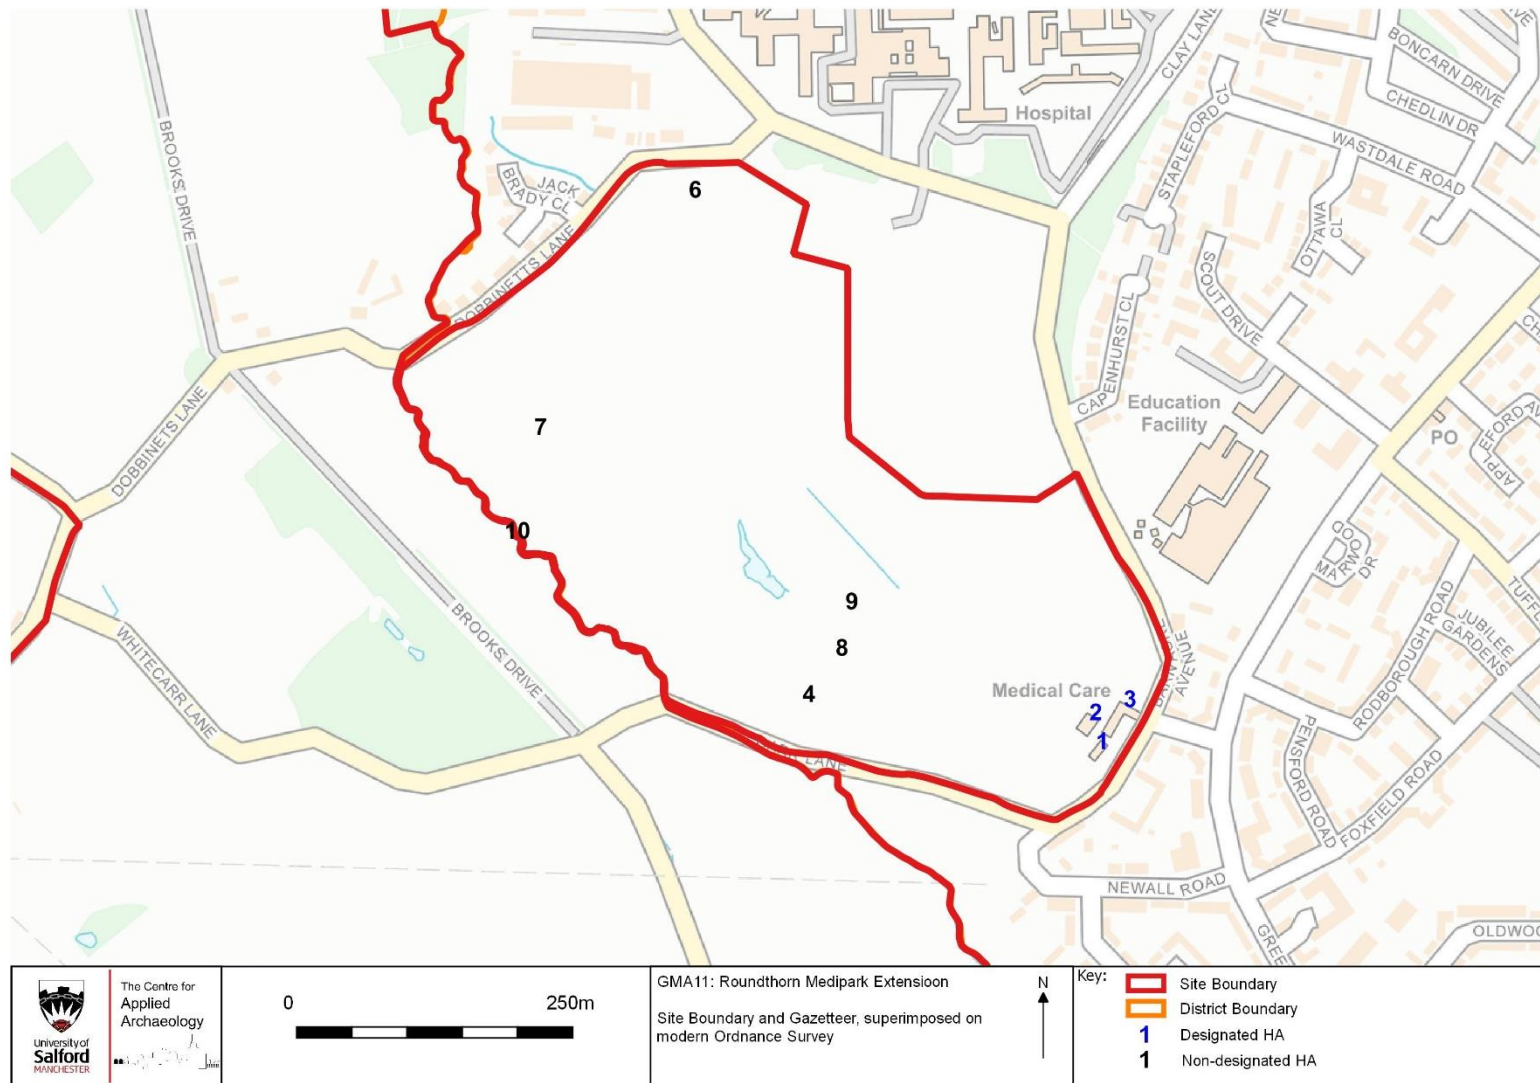 Hospital
CLAY LANE
NE
BONCARN DRIVE
CHEDLIN DR
STAPLEFORD CL
WASTDALE ROAD
BROOKS DRIVE
JACK
BRADY CL
6
OTTAWA
CL
SCOUT DRIVE
DOBBINETTS LANE
CAPENHURST CL
DOBBINETS LANE
7
Education
Facility
PO
APPLEFORD AV
10
MARWOOD
DR
BROOKS DRIVE
9
8
4
WHITECARR LANE
AVENUE
TUFF
JUBILEE
GARDENS
RODBOROUGH ROAD
Medical Care
3
2
1
LANE
PENSFORD ROAD
FOXFIELD ROAD
NEWALL ROAD
GREE
OLDWOO
University of
Salford
MANCHESTER
The Centre for
Applied
Archaeology
0 250m
GMA11: Roundthorn Medipark Extensioon
Site Boundary and Gazetteer, superimposed on
modern Ordnance Survey
N
Key:
Site Boundary
District Boundary
1 Designated HA
1 Non-designated HA